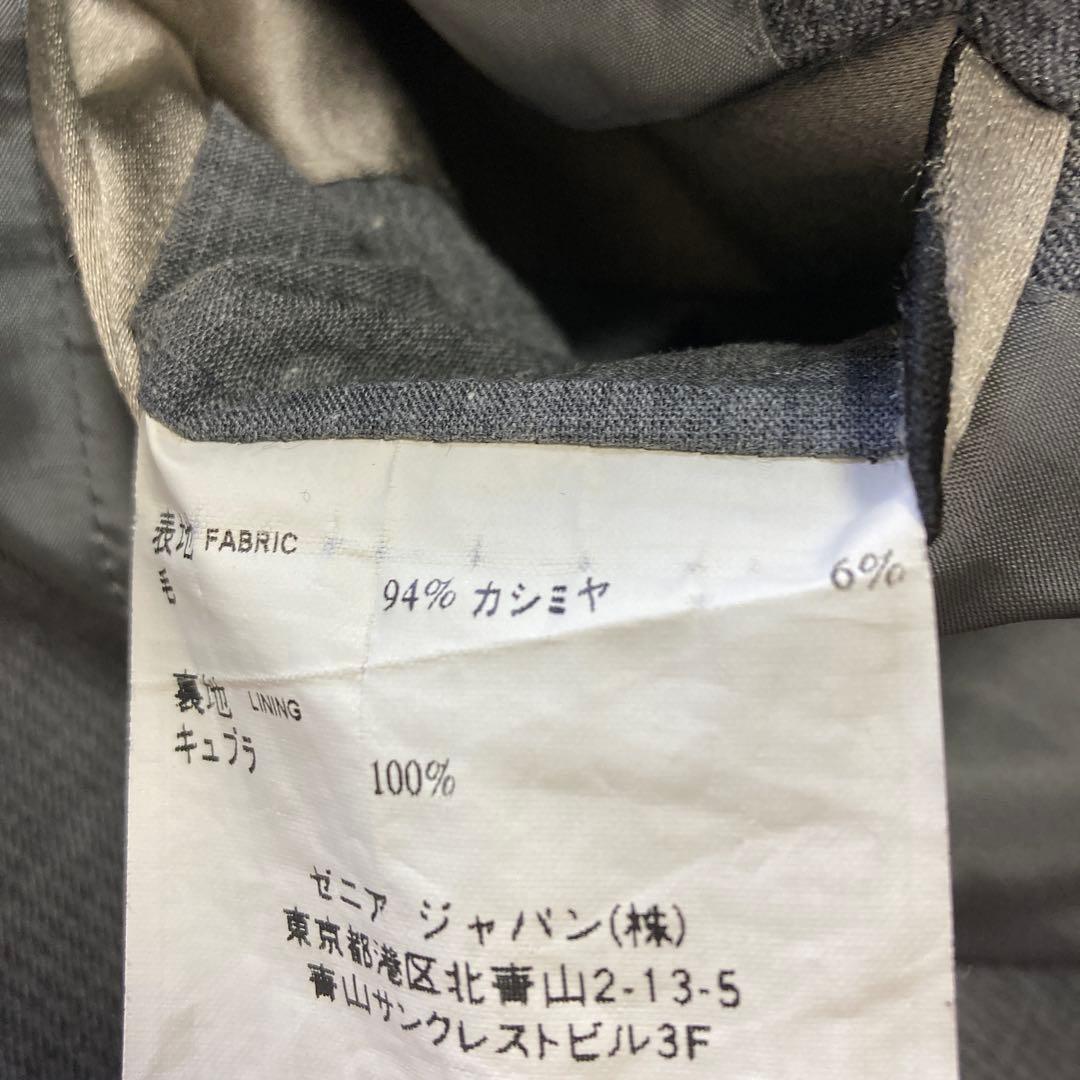 表地 FABRIC
毛 94% カシミヤ 6%
裏地 LINING
キュプラ 100%
ゼニア ジャパン(株)
東京都港区北青山2-13-5
青山サンクレストビル3F